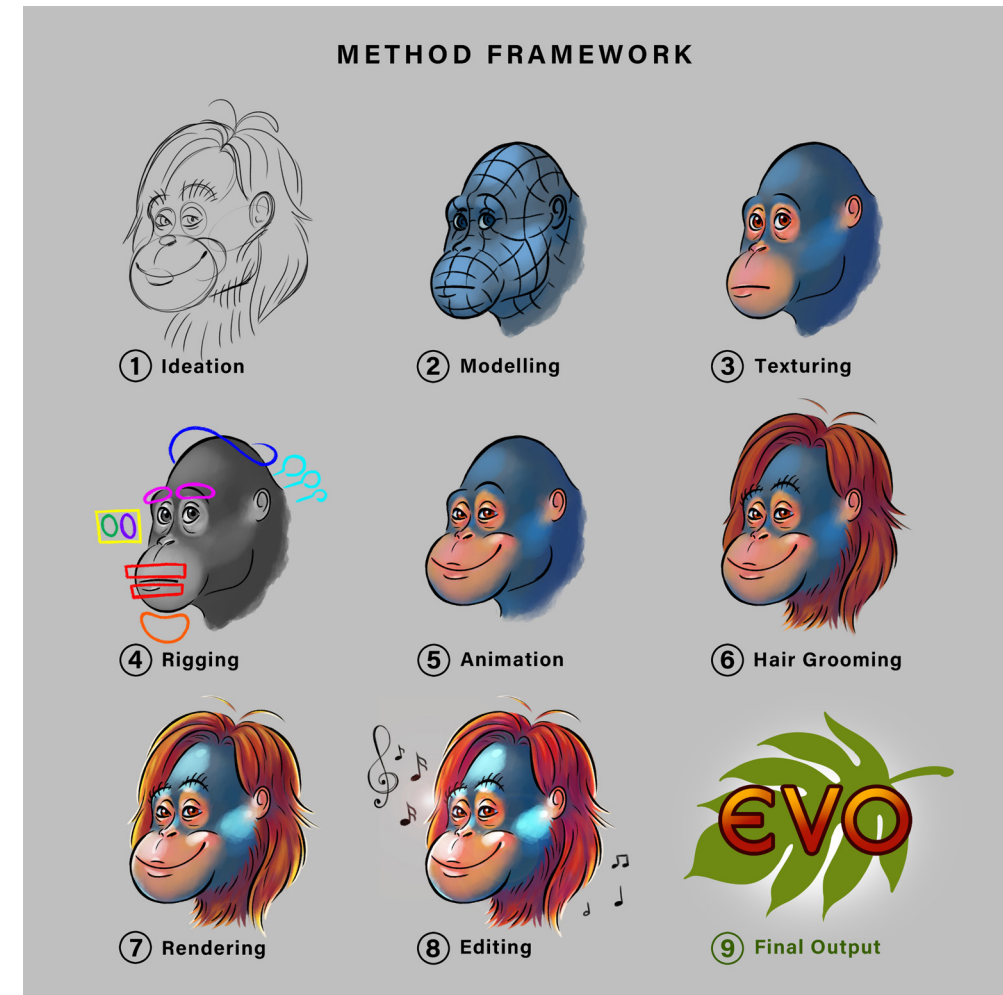 METHOD FRAMEWORK
1 Ideation
2 Modelling
3 Texturing
4 Rigging
5 Animation
6 Hair Grooming
7 Rendering
8 Editing
EVO
9 Final Output